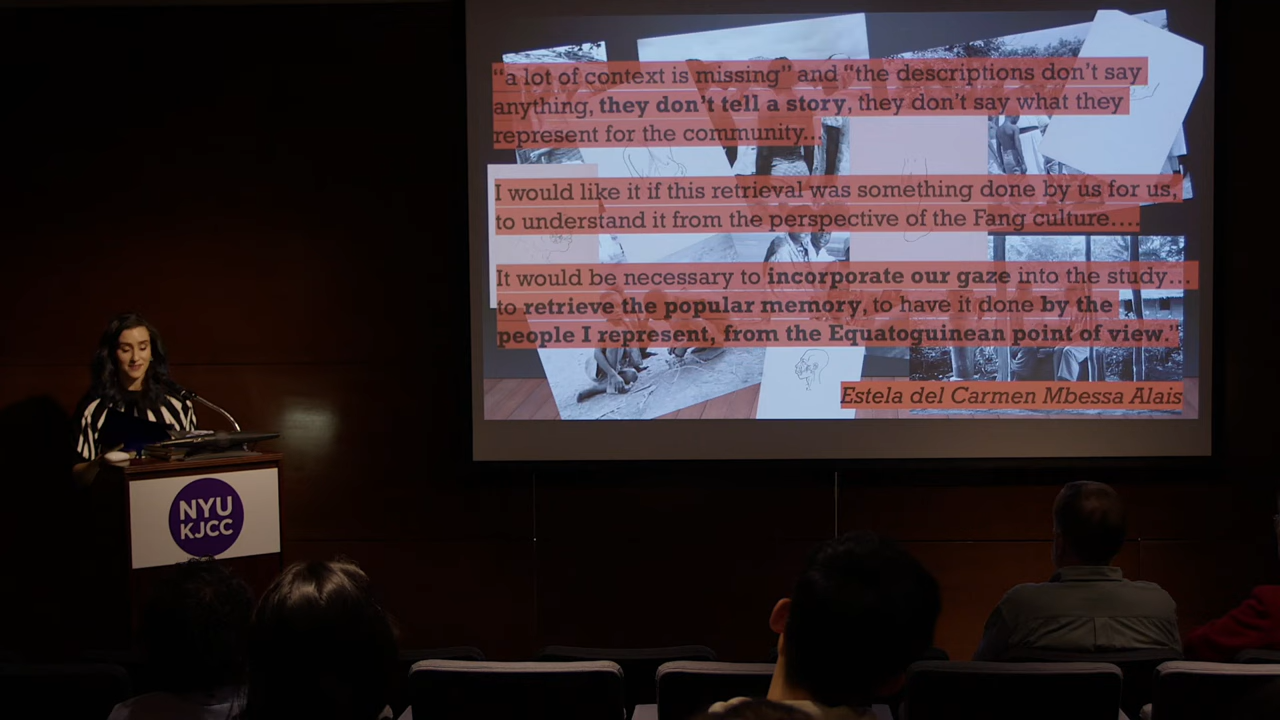 “a lot of context is missing” and “the descriptions don’t say
anything, they don’t tell a story, they don’t say what they
represent for the community...
I would like it if this retrieval was something done by us for us,
to understand it from the perspective of the Fang culture....
It would be necessary to incorporate our gaze into the study...
to retrieve the popular memory, to have it done by the
people I represent, from the Equatoguinean point of view.”
Estela del Carmen Mbessa Alais
NYU
KJCC